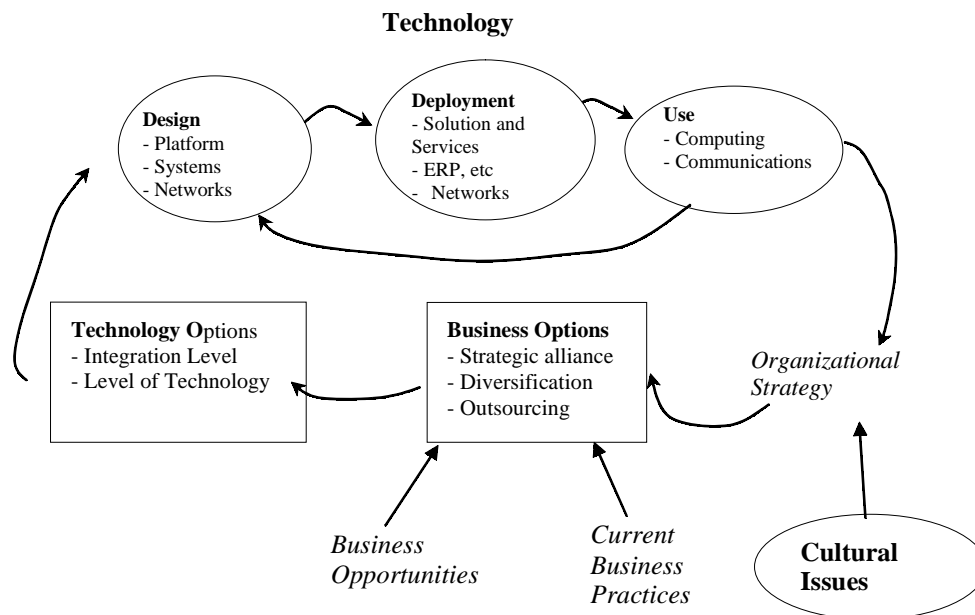 Technology
Design
- Platform
- Systems
- Networks
Deployment
- Solution and
Services
- ERP, etc
- Networks
Use
- Computing
- Communications
Technology Options
- Integration Level
- Level of Technology
Business Options
- Strategic alliance
- Diversification
- Outsourcing
Organizational
Strategy
Business
Opportunities
Current
Business
Practices
Cultural
Issues